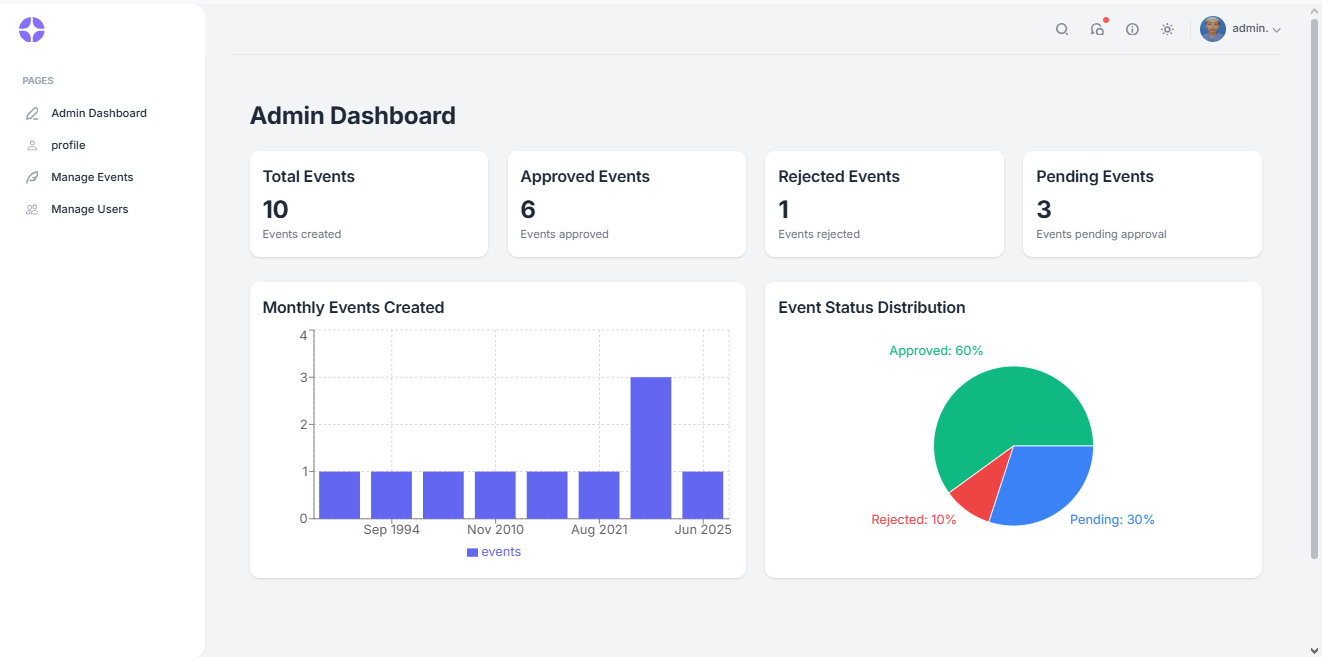 admin.
PAGES
Admin Dashboard
profile
Manage Events
Manage Users
Admin Dashboard
Total Events
10
Events created
Approved Events
6
Events approved
Rejected Events
1
Events rejected
Pending Events
3
Events pending approval
Monthly Events Created
4
3
2
1
0
Sep 1994 Nov 2010 Aug 2021 Jun 2025
events
Event Status Distribution
Approved: 60%
Rejected: 10%
Pending: 30%